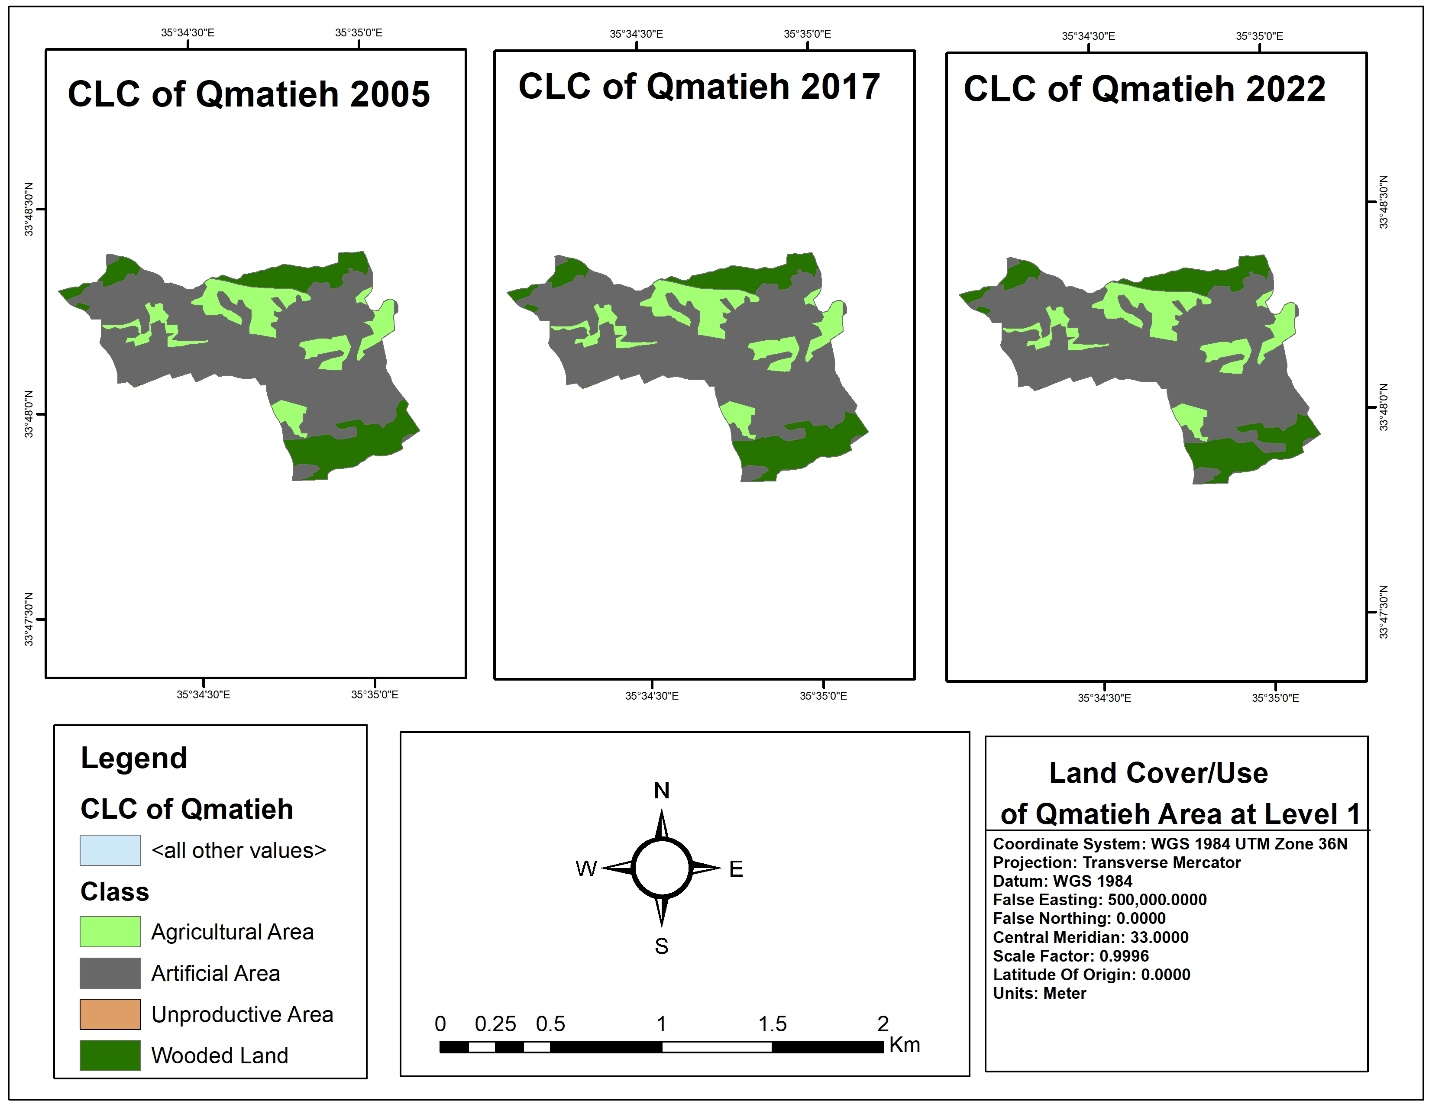 35°34'30"E
35°35'0"E
35°34'30"E
35°35'0"E
35°34'30"E
35°35'0"E
CLC of Qmatieh 2005
CLC of Qmatieh 2017
CLC of Qmatieh 2022
33°48'30"N
33°48'0"N
33°47'30"N
33°48'30"N
33°48'0"N
33°47'30"N
35°34'30"E
35°35'0"E
35°34'30"E
35°35'0"E
35°34'30"E
35°35'0"E
Legend
CLC of Qmatieh
<all other values>
Class
Agricultural Area
Artificial Area
Unproductive Area
Wooded Land
N
W
E
S
0 0.25 0.5 1 1.5 2
Km
Land Cover/Use
of Qmatieh Area at Level 1
Coordinate System: WGS 1984 UTM Zone 36N
Projection: Transverse Mercator
Datum: WGS 1984
False Easting: 500,000.0000
False Northing: 0.0000
Central Meridian: 33.0000
Scale Factor: 0.9996
Latitude Of Origin: 0.0000
Units: Meter